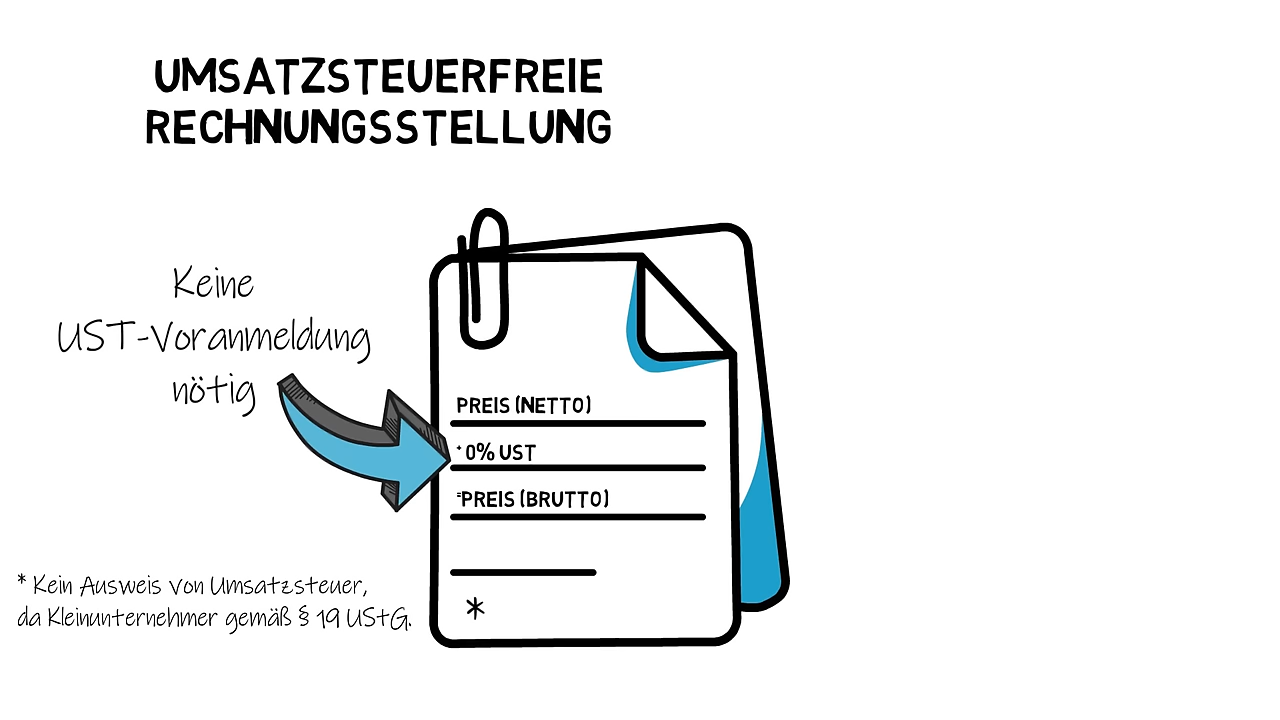 UMSATZSTEUERFREIE
RECHNUNGSSTELLUNG
Keine
UST-Voranmeldung
nötig
PREIS (NETTO)
+ 0% UST
=PREIS (BRUTTO)
*
* Kein Ausweis von Umsatzsteuer,
da Kleinunternehmer gemäß § 19 UStG.